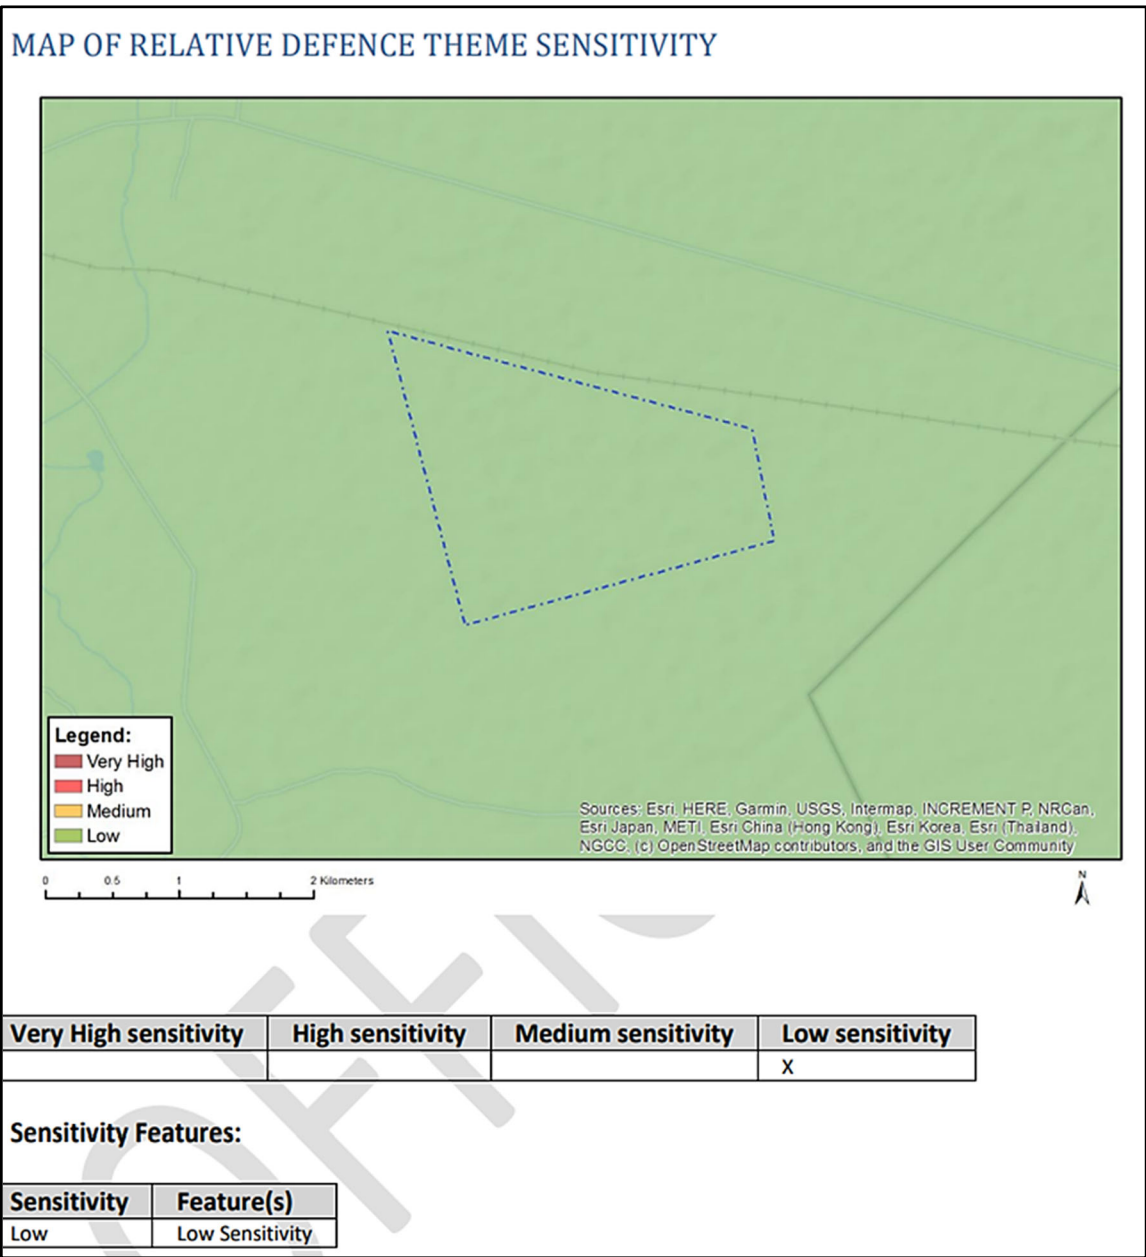 MAP OF RELATIVE DEFENCE THEME SENSITIVITY
Legend:
Very High
High
Medium
Low
Sources: Esri, HERE, Garmin, USGS, Intermap, INCREMENT P, NRCan,
Esri Japan, METI, Esri China (Hong Kong), Esri Korea, Esri (Thailand),
NGCC, (c) OpenStreetMap contributors, and the GIS User Community
0 0.5 1 2 Kilometers
N
Very High sensitivity High sensitivity Medium sensitivity Low sensitivity
X
Sensitivity Features:
Sensitivity Feature(s)
Low Low Sensitivity